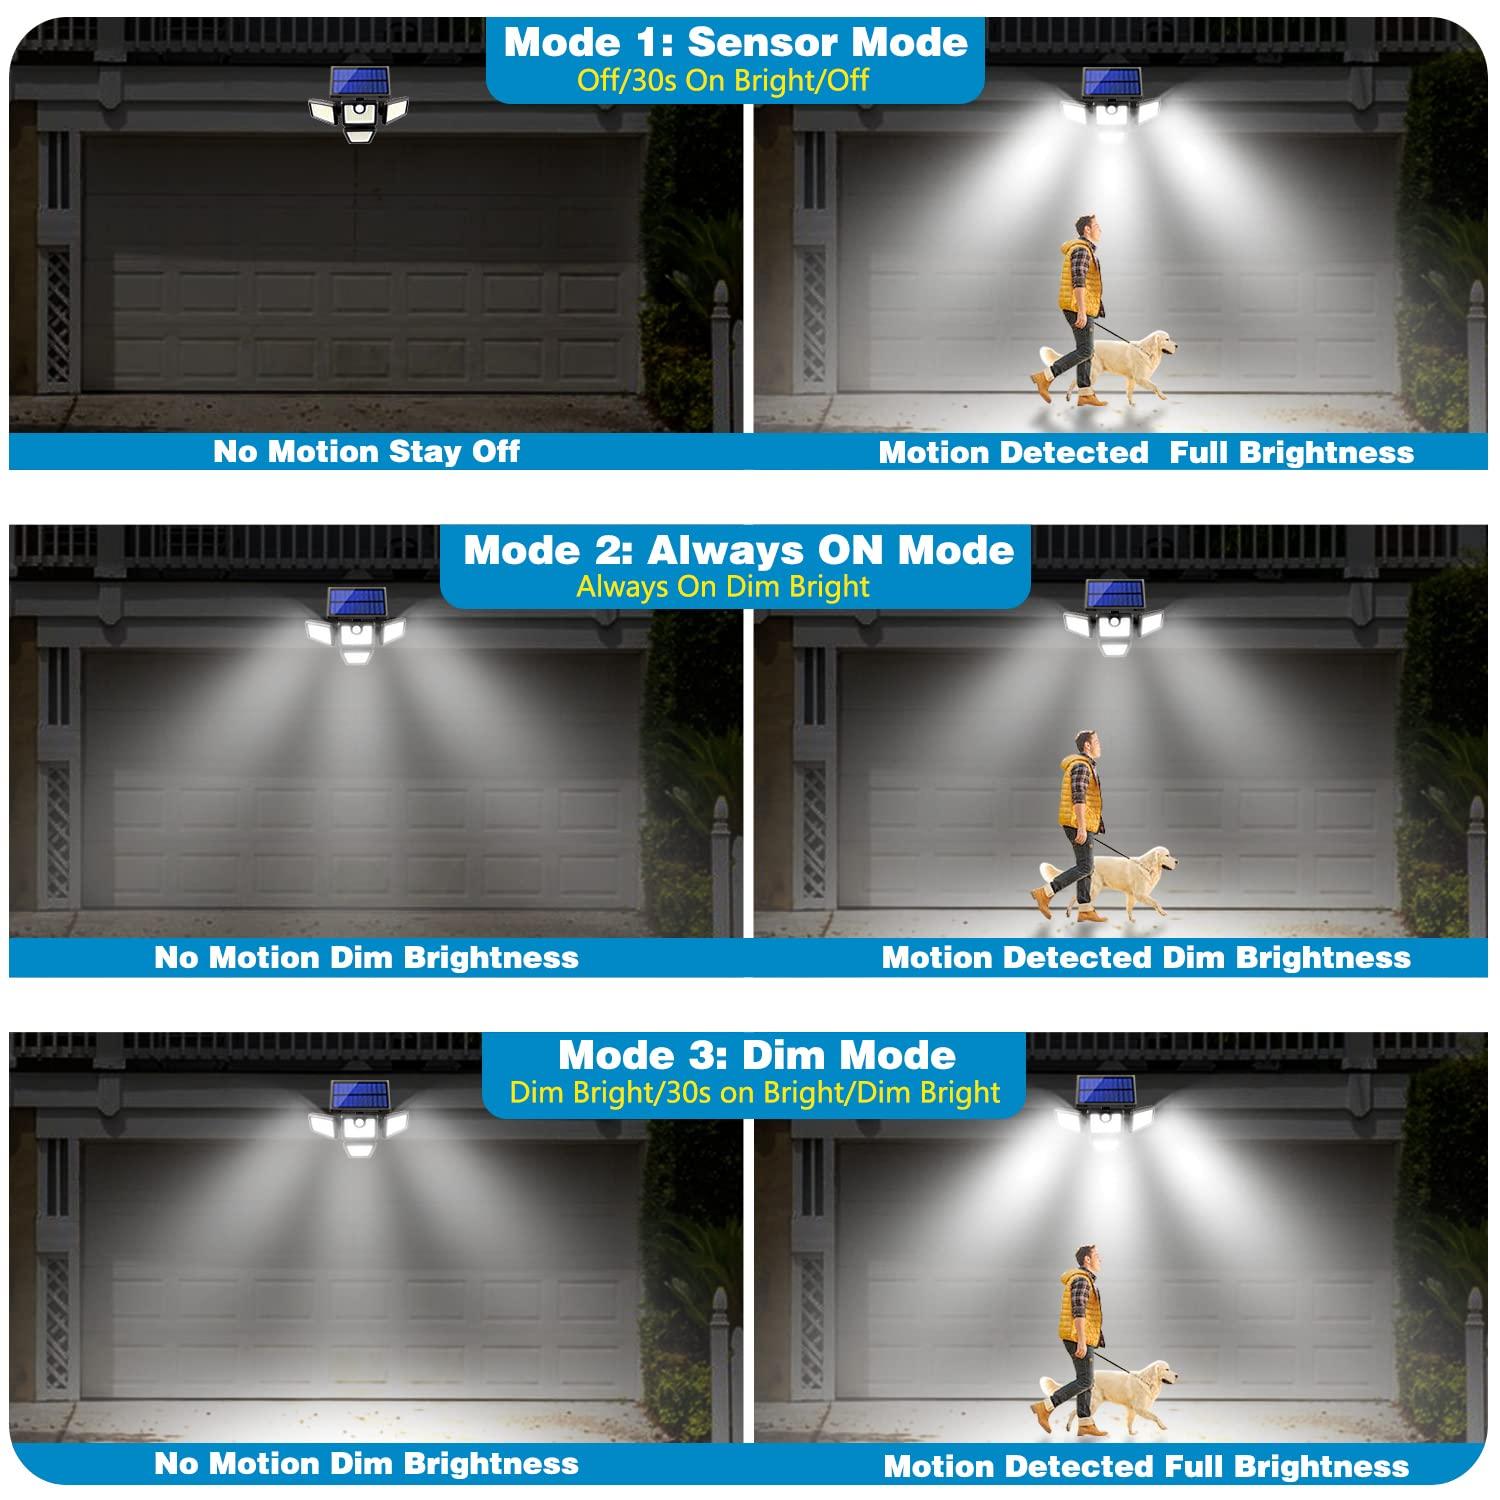 Mode 1: Sensor Mode
Off/30s On Bright/Off
No Motion Stay Off
Motion Detected  Full Brightness
Mode 2: Always ON Mode
Always On Dim Bright
No Motion Dim Brightness
Motion Detected Dim Brightness
Mode 3: Dim Mode
Dim Bright/30s on Bright/Dim Bright
No Motion Dim Brightness
Motion Detected Full Brightness